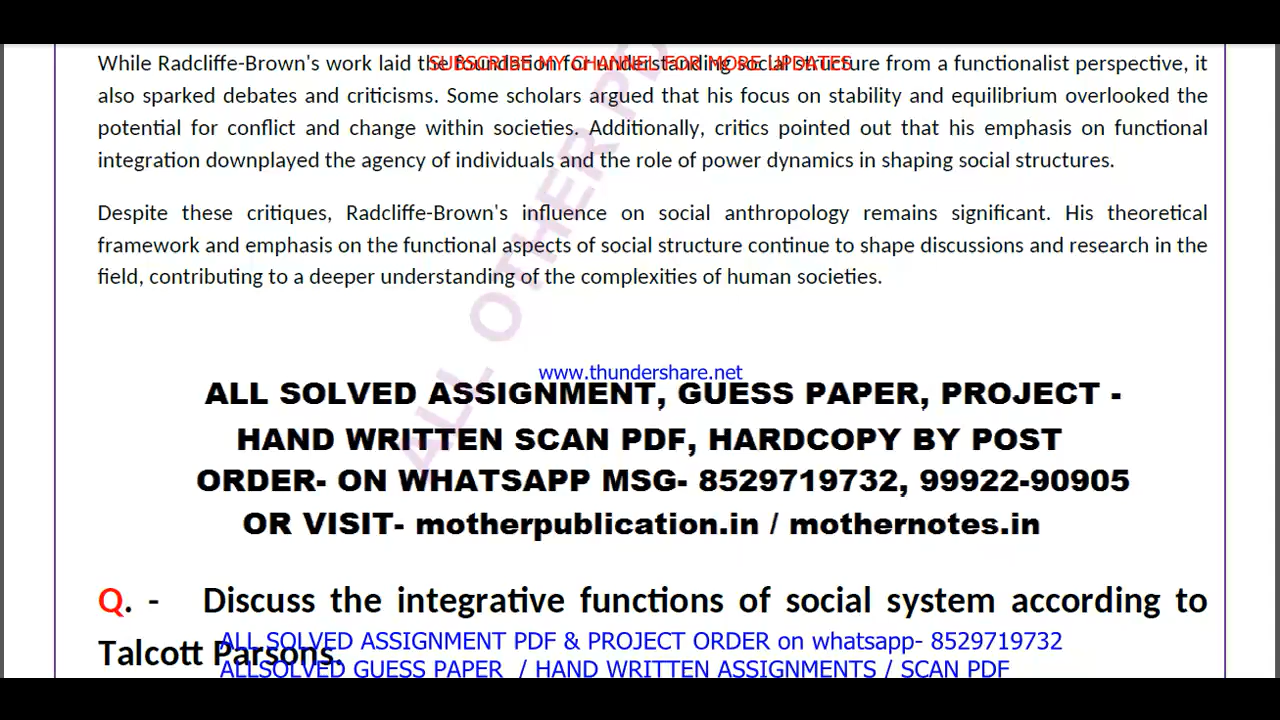 SUBSCRIBE MY CHANNEL FOR MORE UPDATES
While Radcliffe-Brown's work laid the foundation for understanding social structure from a functionalist perspective, it
also sparked debates and criticisms. Some scholars argued that his focus on stability and equilibrium overlooked the
potential for conflict and change within societies. Additionally, critics pointed out that his emphasis on functional
integration downplayed the agency of individuals and the role of power dynamics in shaping social structures.
Despite these critiques, Radcliffe-Brown's influence on social anthropology remains significant. His theoretical
framework and emphasis on the functional aspects of social structure continue to shape discussions and research in the
field, contributing to a deeper understanding of the complexities of human societies.
ALL OTHER PD
www.thundershare.net
ALL SOLVED ASSIGNMENT, GUESS PAPER, PROJECT -
HAND WRITTEN SCAN PDF, HARDCOPY BY POST
ORDER- ON WHATSAPP MSG- 8529719732, 99922-90905
OR VISIT- motherpublication.in / mothernotes.in
Q. - Discuss the integrative functions of social system according to
Talcott Parsons.
ALL SOLVED ASSIGNMENT PDF & PROJECT ORDER on whatsapp- 8529719732
ALLSOLVED GUESS PAPER / HAND WRITTEN ASSIGNMENTS / SCAN PDF